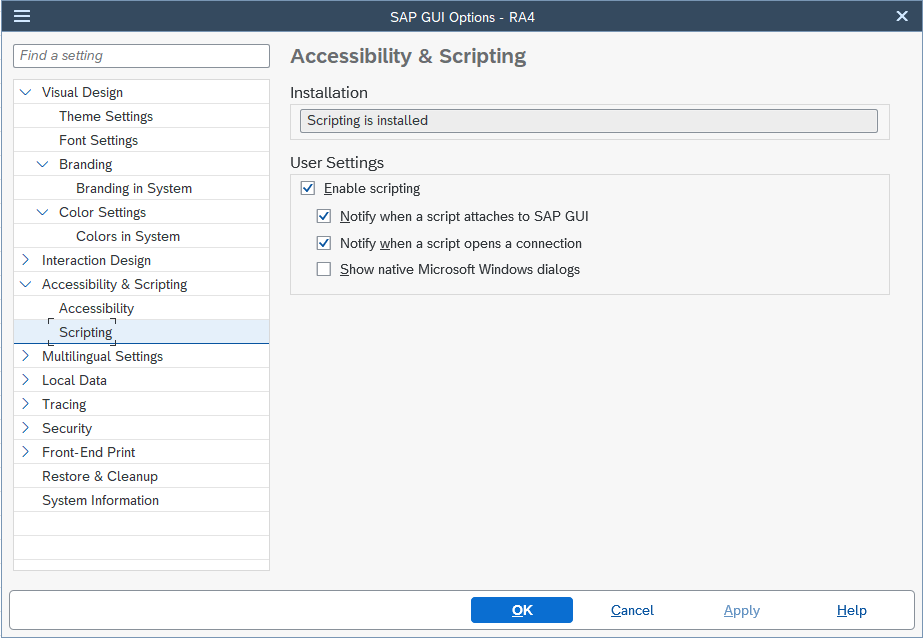 SAP GUI Options - RA4
Find a setting
Visual Design
Theme Settings
Font Settings
Branding
Branding in System
Color Settings
Colors in System
Interaction Design
Accessibility & Scripting
Accessibility
Scripting
Multilingual Settings
Local Data
Tracing
Security
Front-End Print
Restore & Cleanup
System Information
Accessibility & Scripting
Installation
Scripting is installed
User Settings
Enable scripting
Notify when a script attaches to SAP GUI
Notify when a script opens a connection
Show native Microsoft Windows dialogs
OK Cancel Apply Help